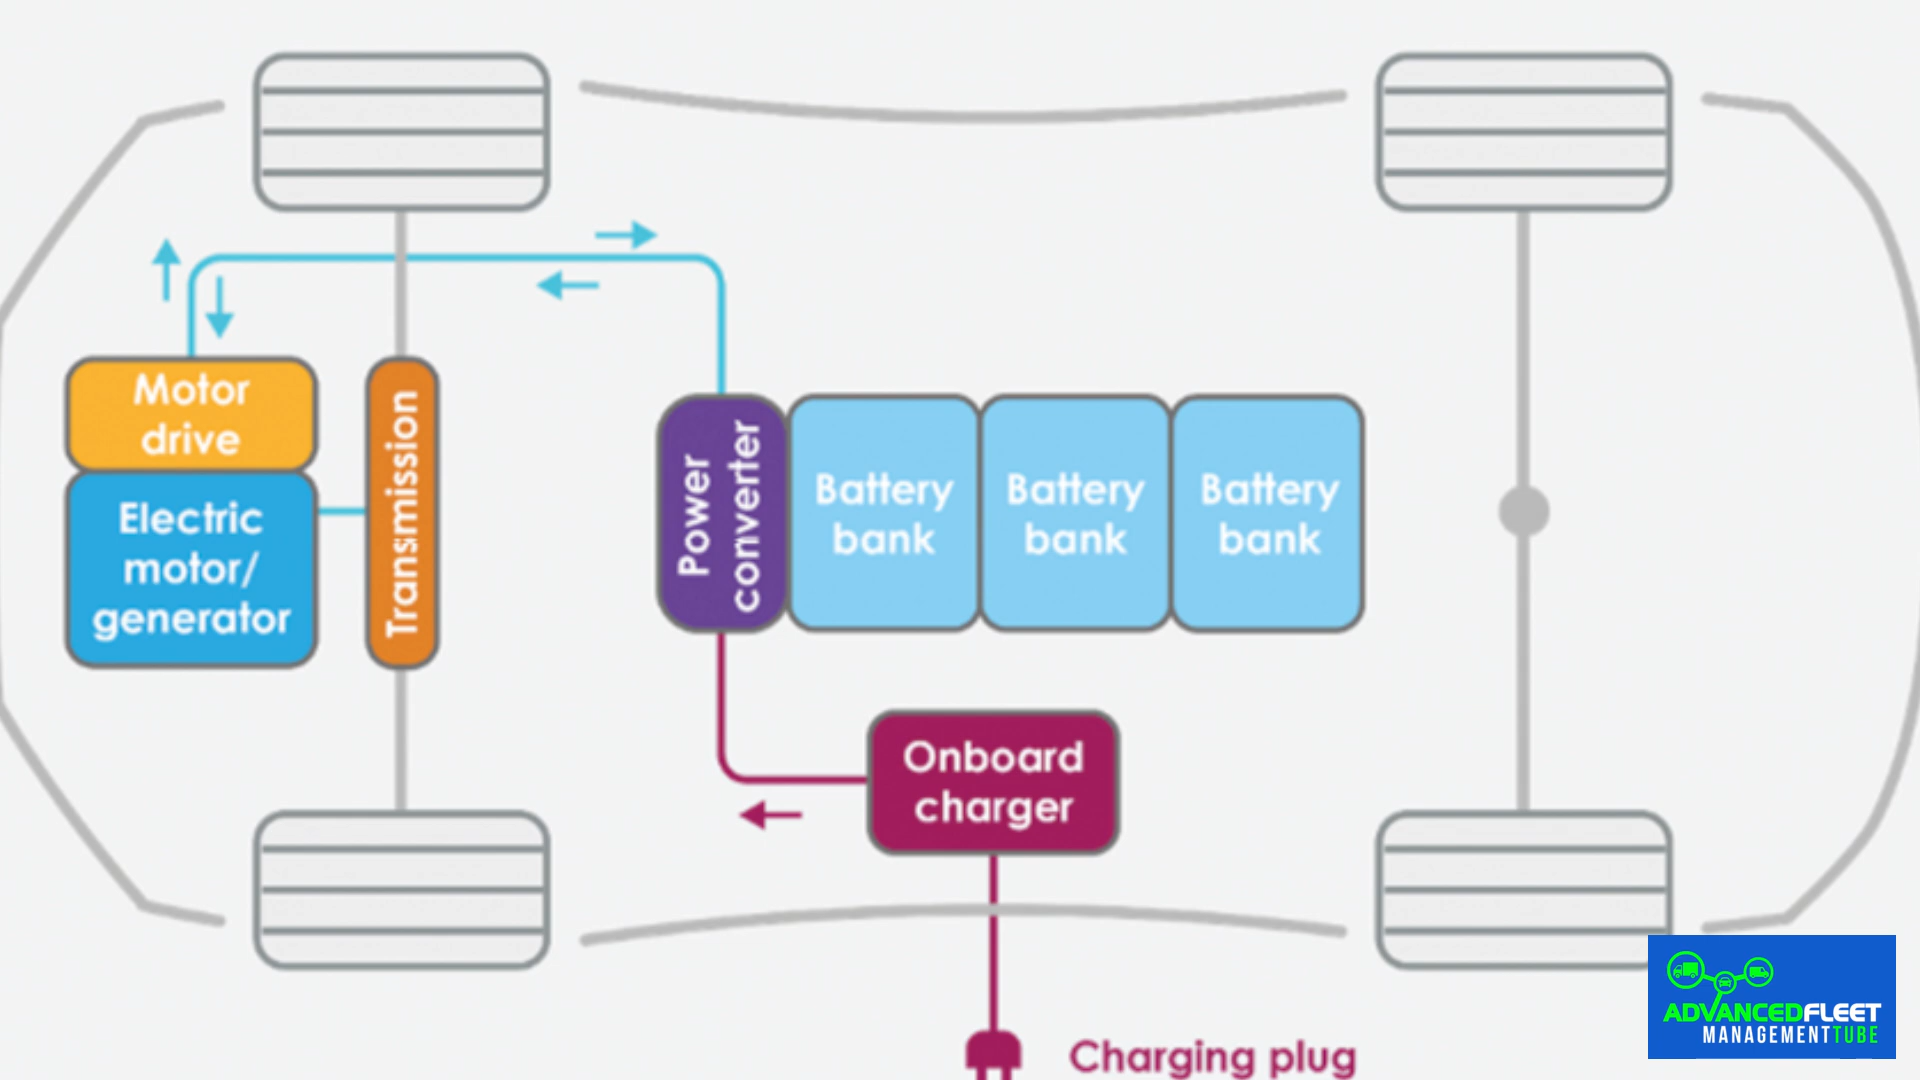 Motor
drive
Electric
motor/
generator
Transmission
Power
converter
Battery
bank
Battery
bank
Battery
bank
Onboard
charger
Charging plug
ADVANCEDFLEET
MANAGEMENTTUBE